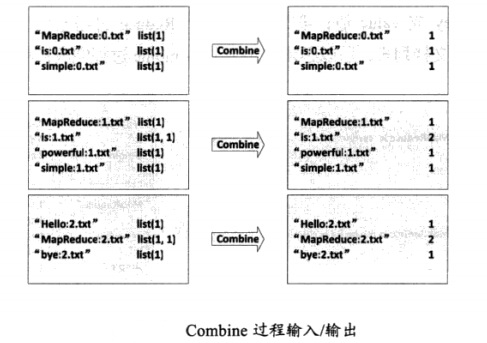 “MapReduce:0.txt” list(1)
“is:0.txt” list(1)
“simple:0.txt” list(1)
Combine
“MapReduce:0.txt” 1
“is:0.txt” 1
“simple:0.txt” 1
“MapReduce:1.txt” list(1)
“is:1.txt” list(1, 1)
“powerful:1.txt” list(1)
“simple:1.txt” list(1)
Combine
“MapReduce:1.txt” 1
“is:1.txt” 2
“powerful:1.txt” 1
“simple:1.txt” 1
“Hello:2.txt” list(1)
“MapReduce:2.txt” list(1, 1)
“bye:2.txt” list(1)
Combine
“Hello:2.txt” 1
“MapReduce:2.txt” 2
“bye:2.txt” 1
Combine 过程输入/输出